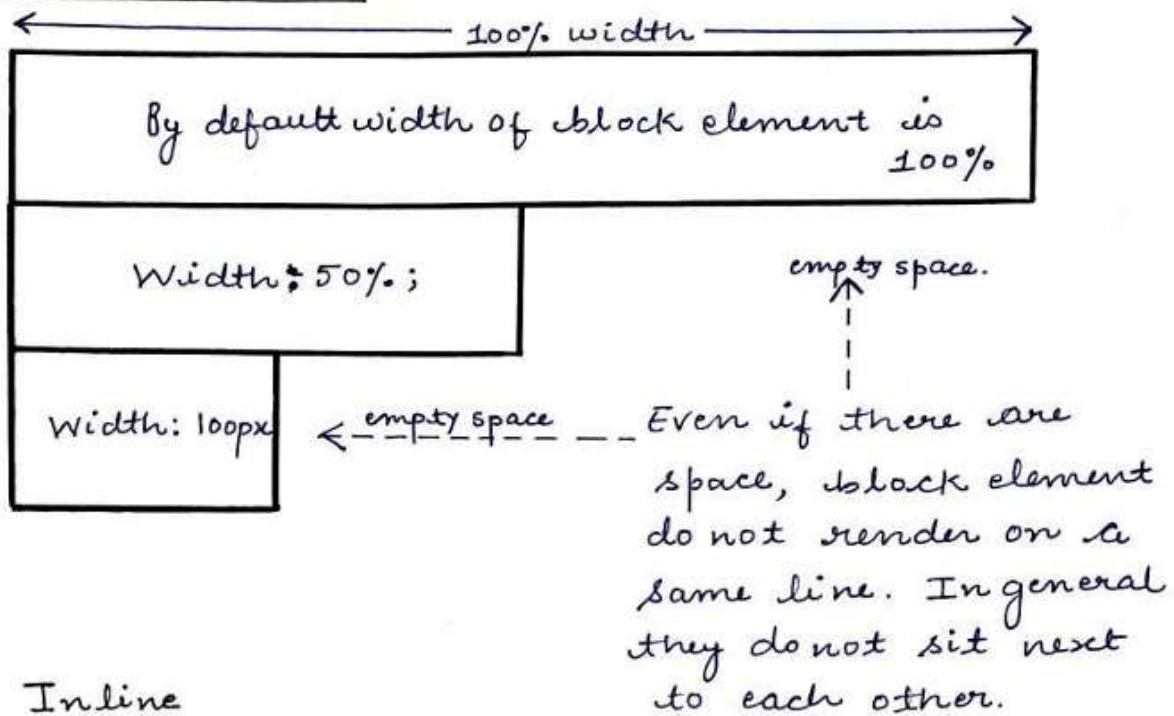 100% width
By default width of block element is
100%
Width: 50%;
empty space.
Width: 100px
empty space
Even if there are
space, block element
do not render on a
same line. In general
they do not sit next
to each other.
Inline